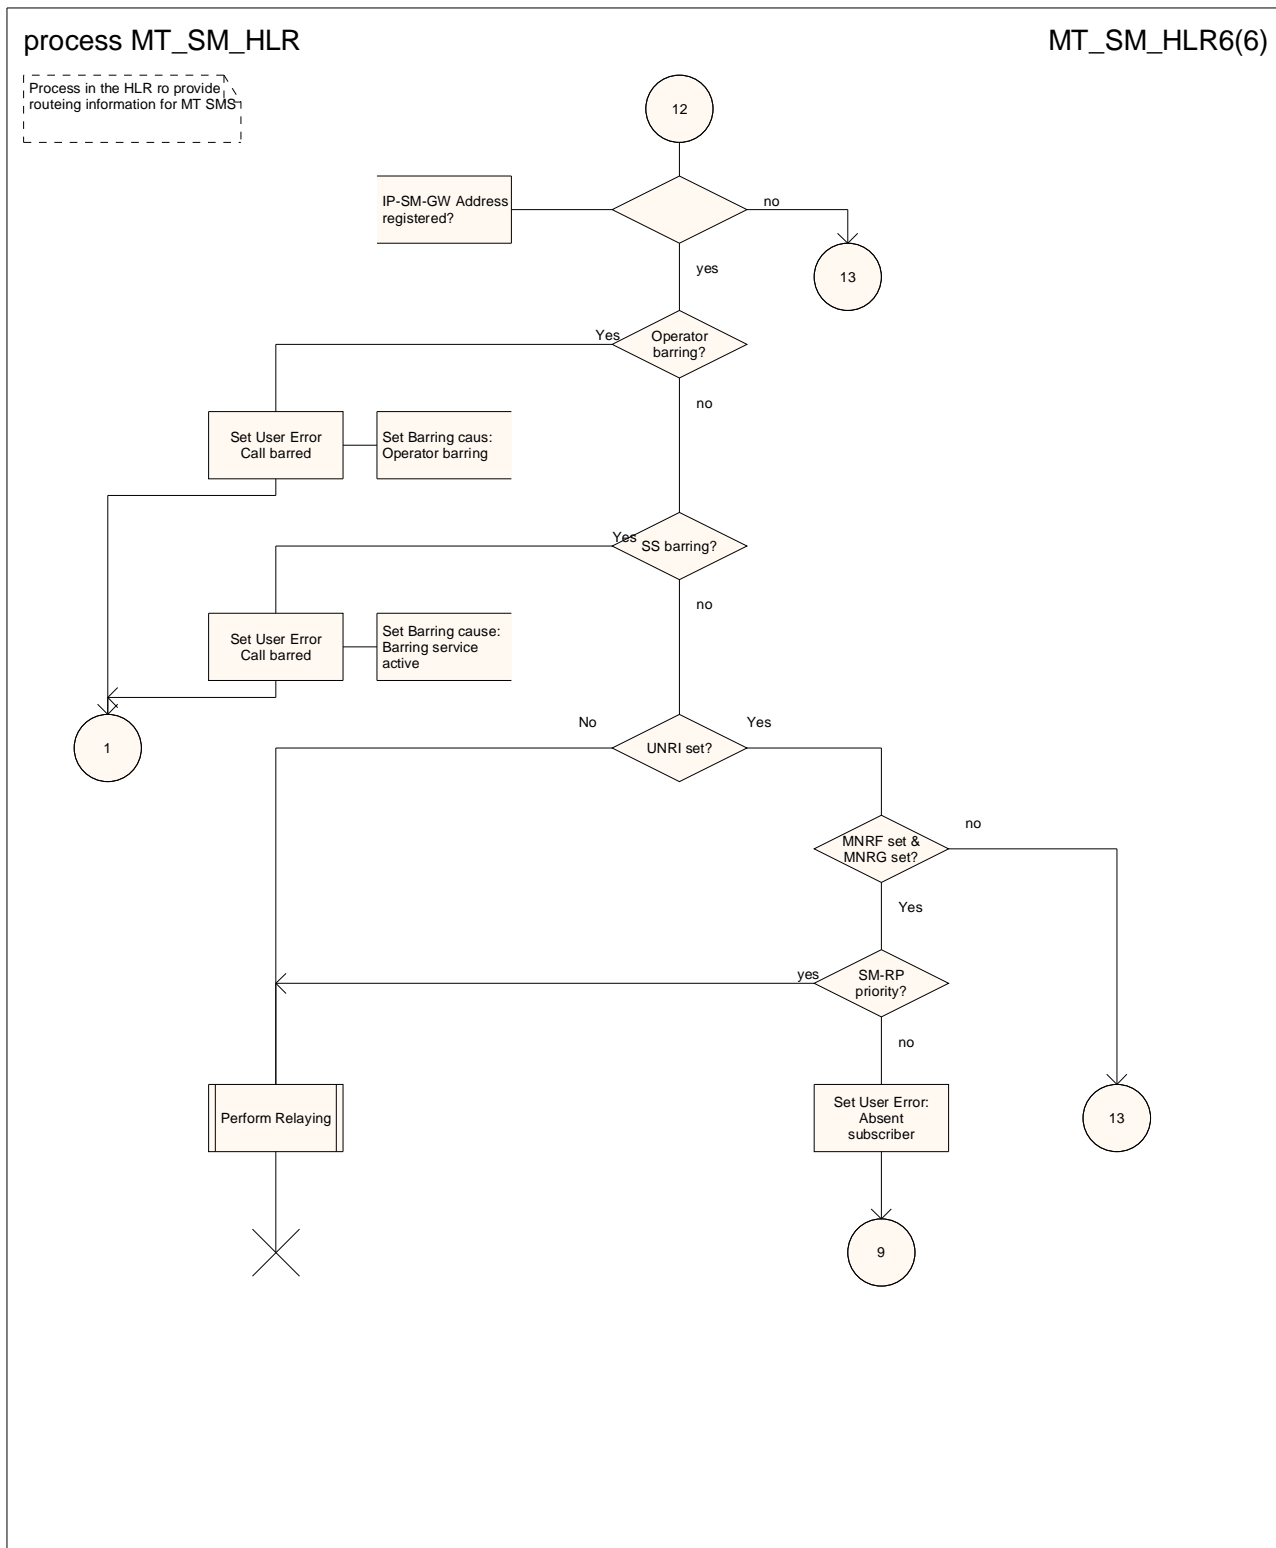 process MT_SM_HLR
MT_SM_HLR6(6)
Process in the HLR ro provide
routeing information for MT SMS
12
IP-SM-GW Address
registered?
no
13
yes
Yes
Operator
barring?
no
Set User Error
Call barred
Set Barring caus:
Operator barring
Yes
SS barring?
no
Set User Error
Call barred
Set Barring cause:
Barring service
active
1
No
UNRI set?
Yes
MNRF set &
MNRG set?
no
Yes
yes
SM-RP
priority?
no
Perform Relaying
Set User Error:
Absent
subscriber
13
9